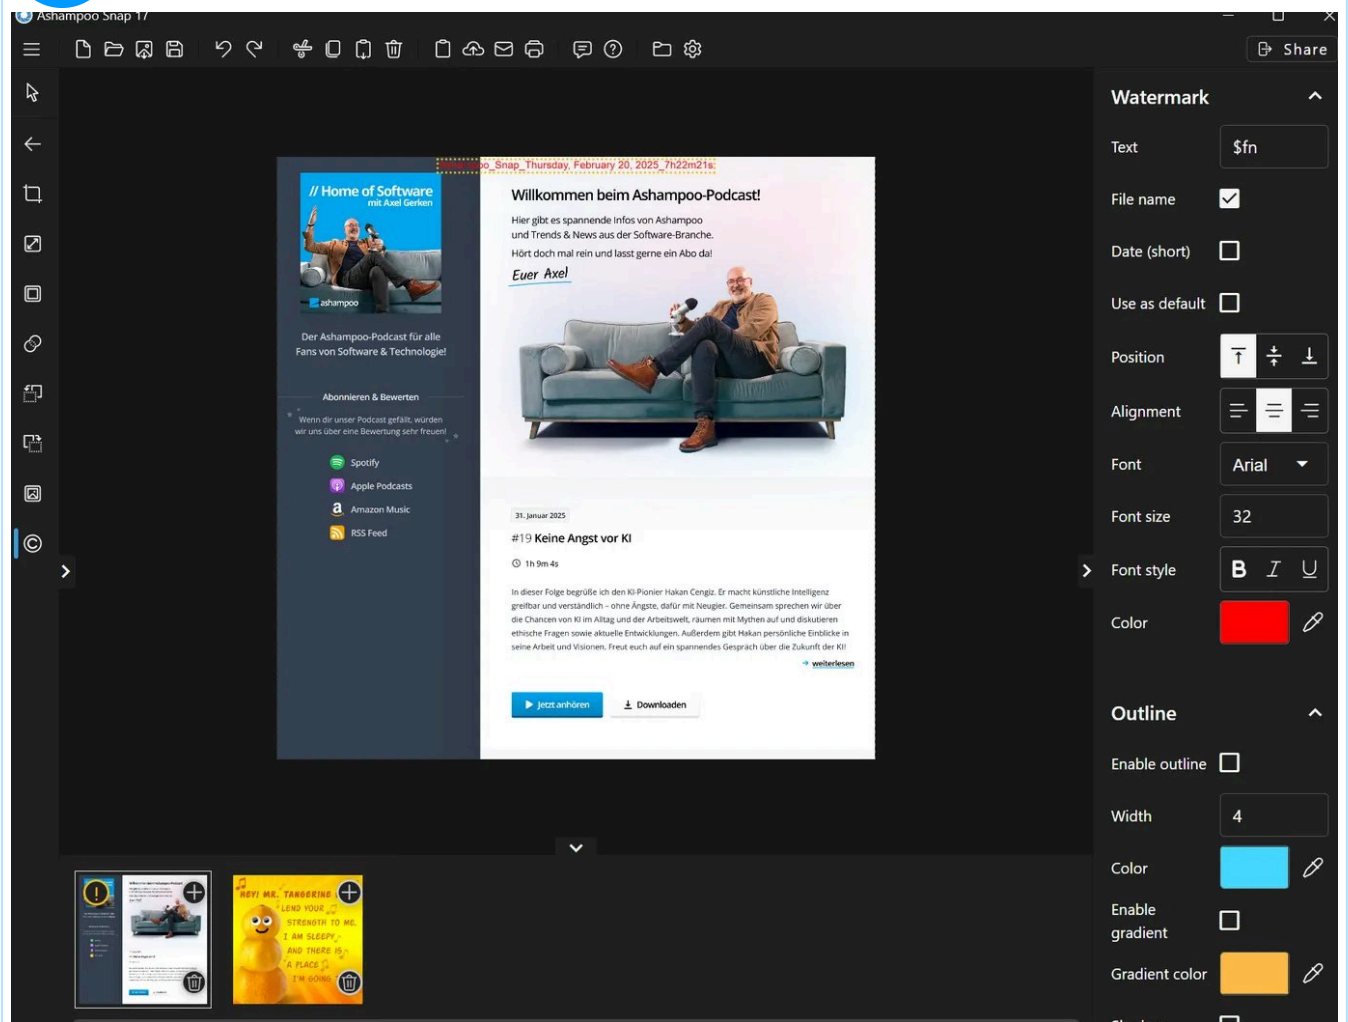 Ashampoo Snap 17
Share
Watermark
Text
$fn
File name
Date (short)
Use as default
Position
Alignment
Font
Arial
Font size
32
Font style
B I U
Color
Outline
Enable outline
Width
4
Color
Enable
gradient
Gradient color
po_Snap_Thursday, February 20, 2025_7h22m21s
// Home of Software
mit Axel Gerken
ashampoo
Der Ashampoo-Podcast für alle
Fans von Software & Technologie!
Abonnieren & Bewerten
Wenn dir unser Podcast gefällt, würden
wir uns über eine Bewertung sehr freuen!
Spotify
Apple Podcasts
Amazon Music
RSS Feed
Willkommen beim Ashampoo-Podcast!
Hier gibt es spannende Infos von Ashampoo
und Trends & News aus der Software-Branche.
Hört doch mal rein und lasst gerne ein Abo da!
Euer Axel
31. Januar 2025
#19 Keine Angst vor KI
1h 9m 4s
In dieser Folge begrüße ich den KI-Pionier Hakan Cengiz. Er macht künstliche Intelligenz
greifbar und verständlich – ohne Ängste, dafür mit Neugier. Gemeinsam sprechen wir über
die Chancen von KI im Alltag und der Arbeitswelt, räumen mit Mythen auf und diskutieren
ethische Fragen sowie aktuelle Entwicklungen. Außerdem gibt Hakan persönliche Einblicke in
seine Arbeit und Visionen. Freut euch auf ein spannendes Gespräch über die Zukunft der KI!
weiterlesen
Jetzt anhören
Downloaden
HEY! MR. TANGERINE
LEND YOUR
STRENGTH TO ME.
I AM SLEEPY
AND THERE IS
A PLACE
I'M GOING